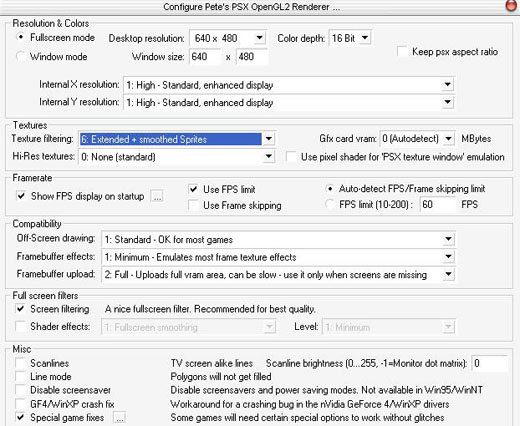 Configure Pete's PSX OpenGL2 Renderer ...
Resolution & Colors
Fullscreen mode Desktop resolution: 640 x 480 Color depth: 16 Bit
Window mode Window size: 640 x 480 Keep psx aspect ratio
Internal X resolution: 1: High - Standard, enhanced display
Internal Y resolution: 1: High - Standard, enhanced display
Textures
Texture filtering: 6: Extended + smoothed Sprites Gfx card vram: 0 (Autodetect) MBytes
Hi-Res textures: 0: None (standard) Use pixel shader for 'PSX texture window' emulation
Framerate
Show FPS display on startup ... Use FPS limit Auto-detect FPS/Frame skipping limit
Use Frame skipping FPS limit (10-200) : 60 FPS
Compatibility
Off-Screen drawing: 1: Standard - OK for most games
Framebuffer effects: 1: Minimum - Emulates most frame texture effects
Framebuffer upload: 2: Full - Uploads full vram area, can be slow - use it only when screens are missing
Full screen filters
Screen filtering A nice fullscreen filter. Recommended for best quality.
Shader effects: 1: Fullscreen smoothing Level: 1: Minimum
Misc
Scanlines TV screen alike lines Scanline brightness (0...255, -1=Monitor dot matrix): 0
Line mode Polygons will not get filled
Disable screensaver Disable screensavers and power saving modes. Not available in Win95/WinNT
GF4/WinXP crash fix Workaround for a crashing bug in the nVidia GeForce 4/WinXP drivers
Special game fixes ... Some games will need certain special options to work without glitches